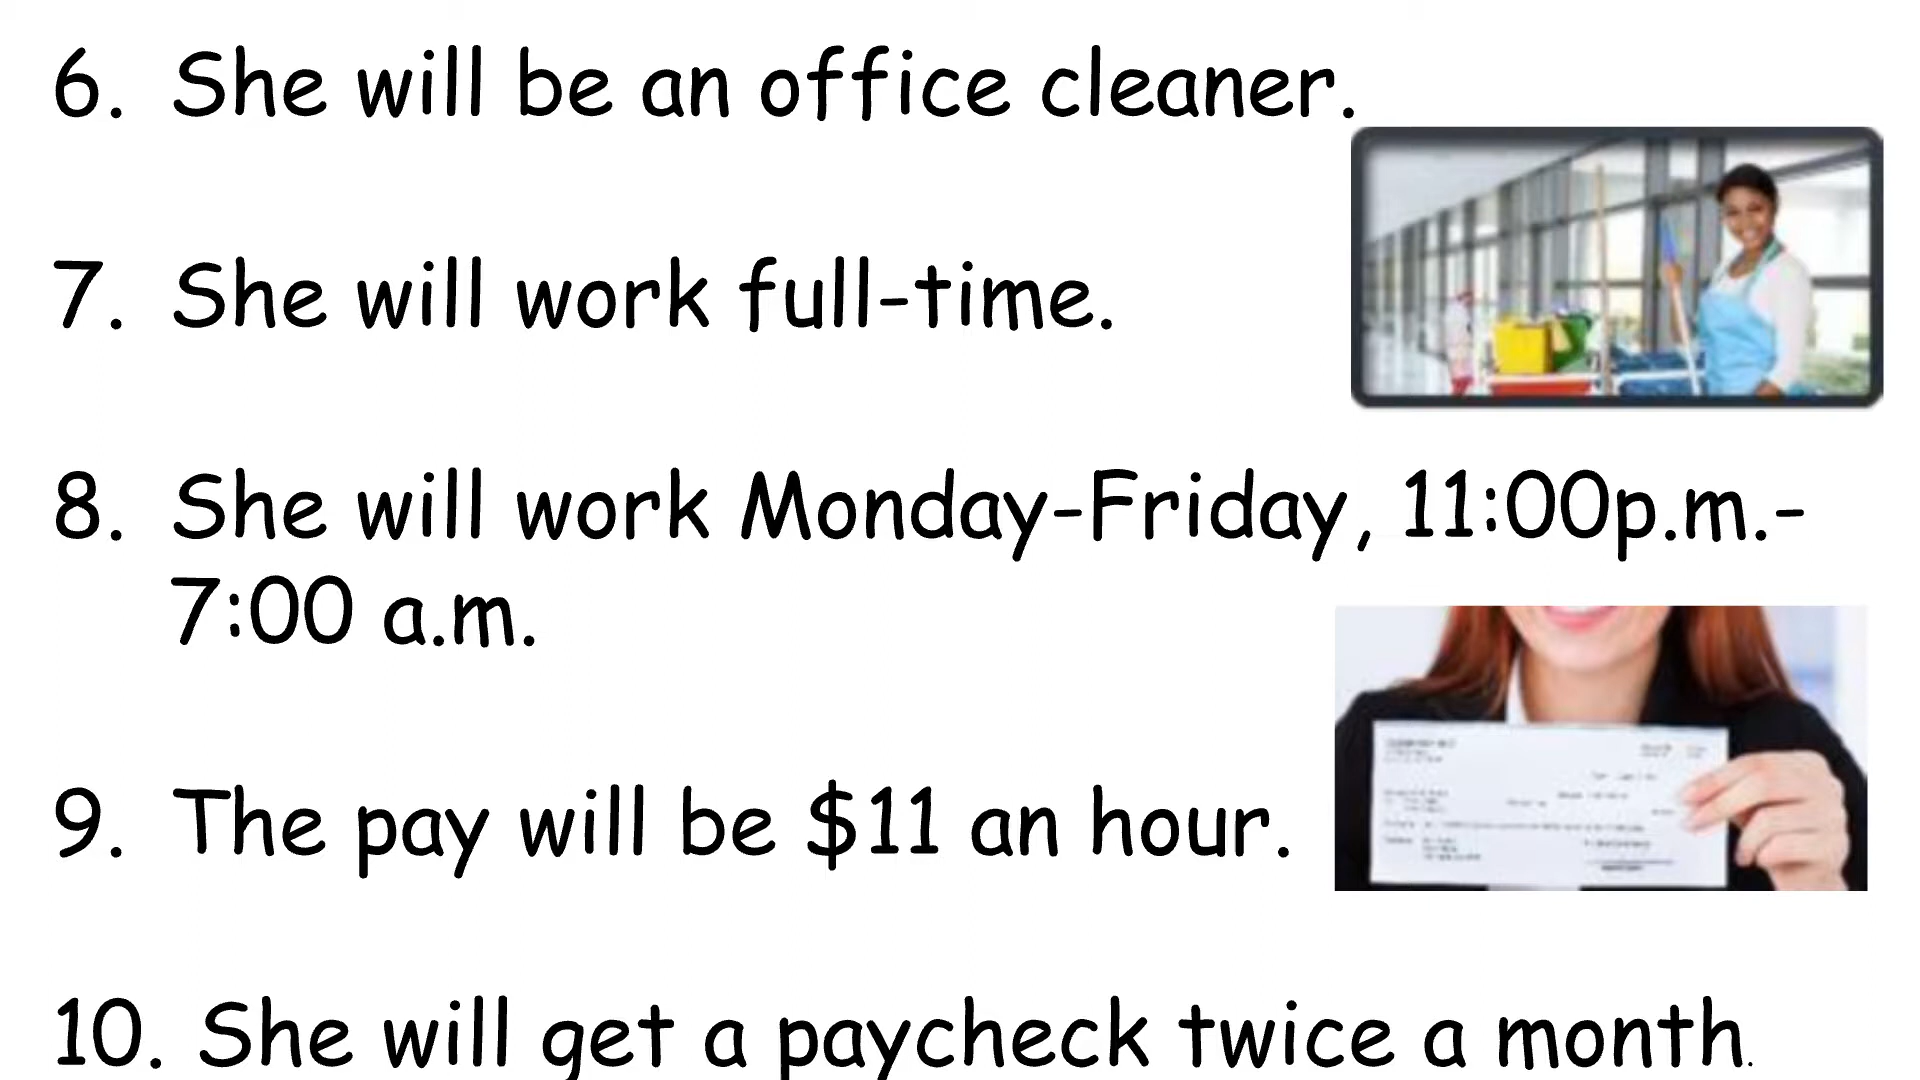 6. She will be an office cleaner.
7. She will work full-time.
8. She will work Monday-Friday, 11:00p.m.-
7:00 a.m.
9. The pay will be $11 an hour.
10. She will get a paycheck twice a month.